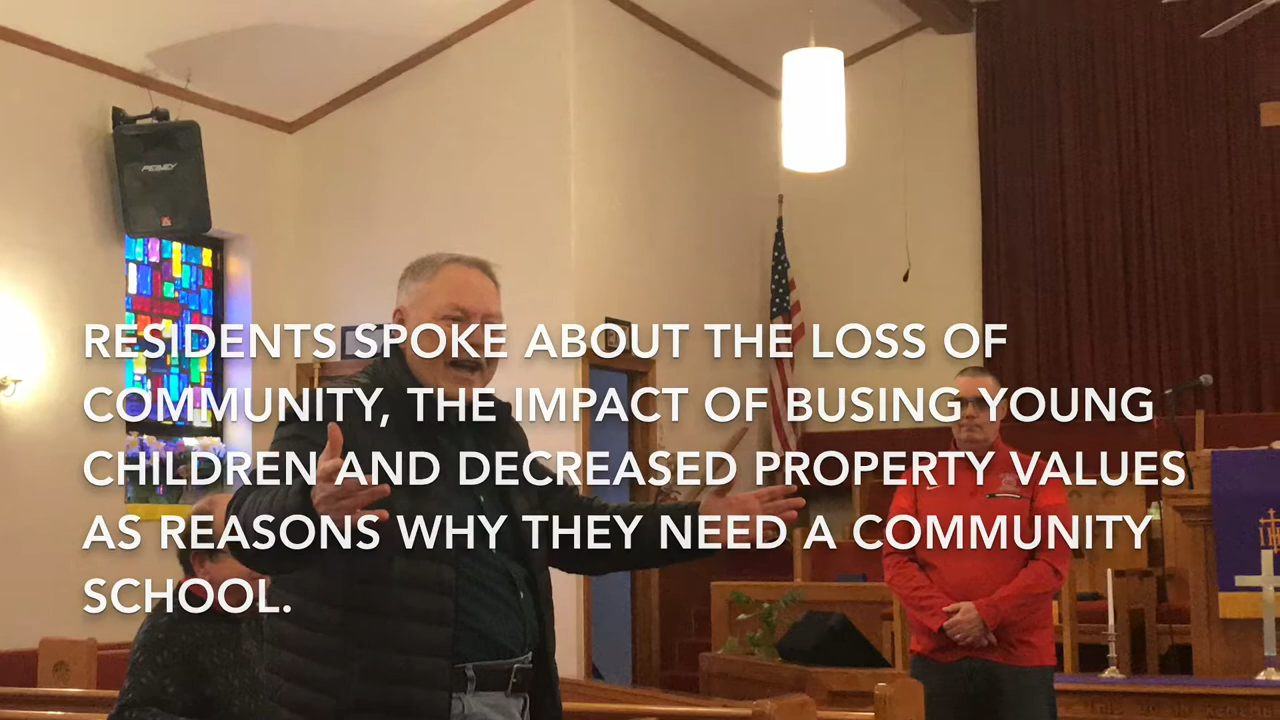 PEAVEY
RESIDENTS SPOKE ABOUT THE LOSS OF
COMMUNITY, THE IMPACT OF BUSING YOUNG
CHILDREN AND DECREASED PROPERTY VALUES
AS REASONS WHY THEY NEED A COMMUNITY
SCHOOL.